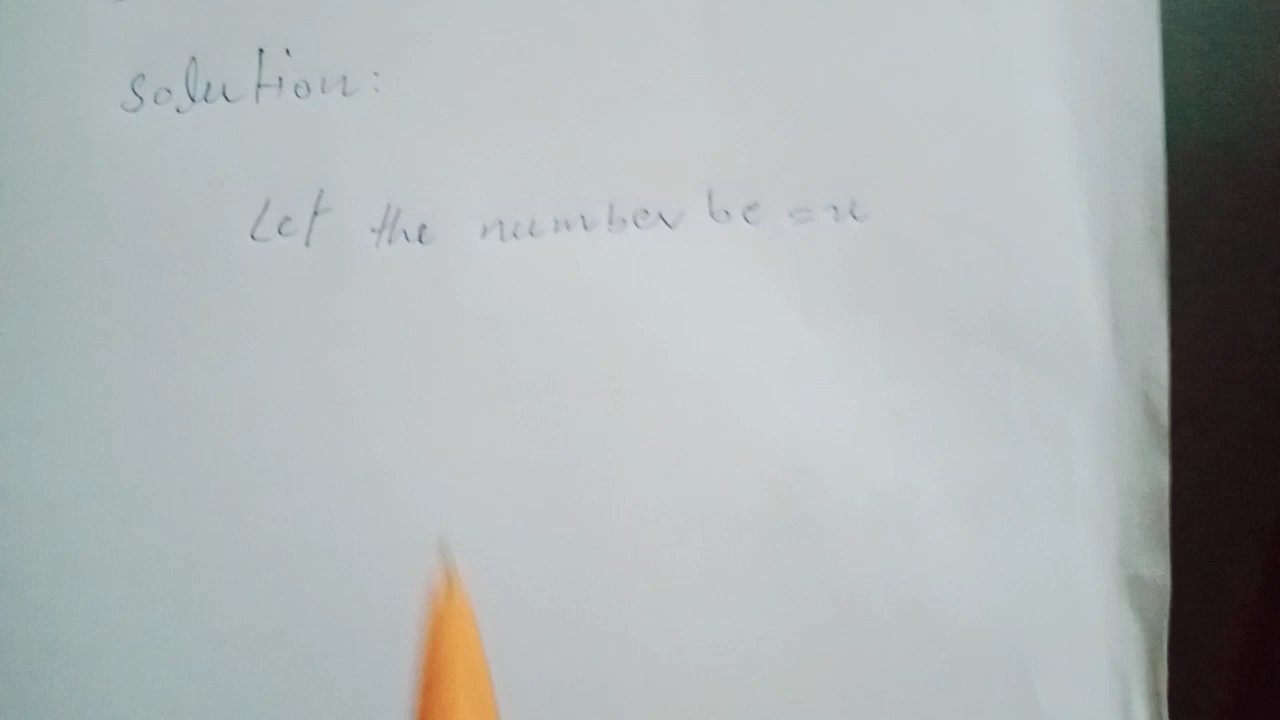 solution:
Let the number be = x